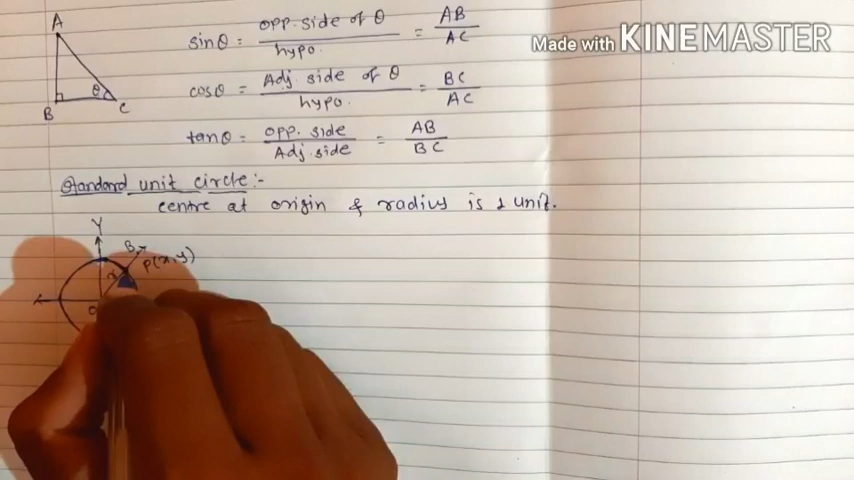 A
B
C
θ
sinθ = opp. side of θ / hypo. = AB / AC
Made with KINEMASTER
cosθ = Adj. side of θ / hypo. = BC / AC
tanθ = opp. side / Adj. side = AB / BC
Standard unit circle:-
centre at origin & radius is 1 unit.
Y
B
P(x,y)
r
O